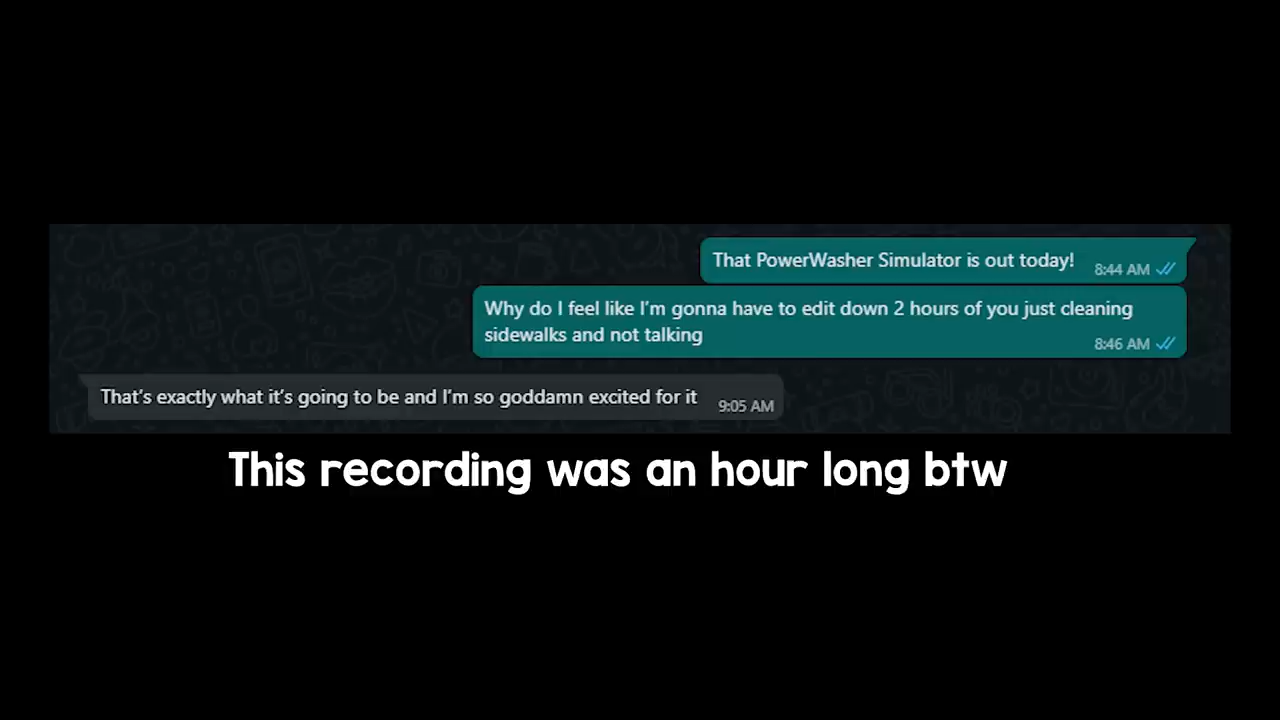 That PowerWasher Simulator is out today!
8:44 AM
Why do I feel like I'm gonna have to edit down 2 hours of you just cleaning
sidewalks and not talking
8:46 AM
That's exactly what it's going to be and I'm so goddamn excited for it
9:05 AM
This recording was an hour long btw